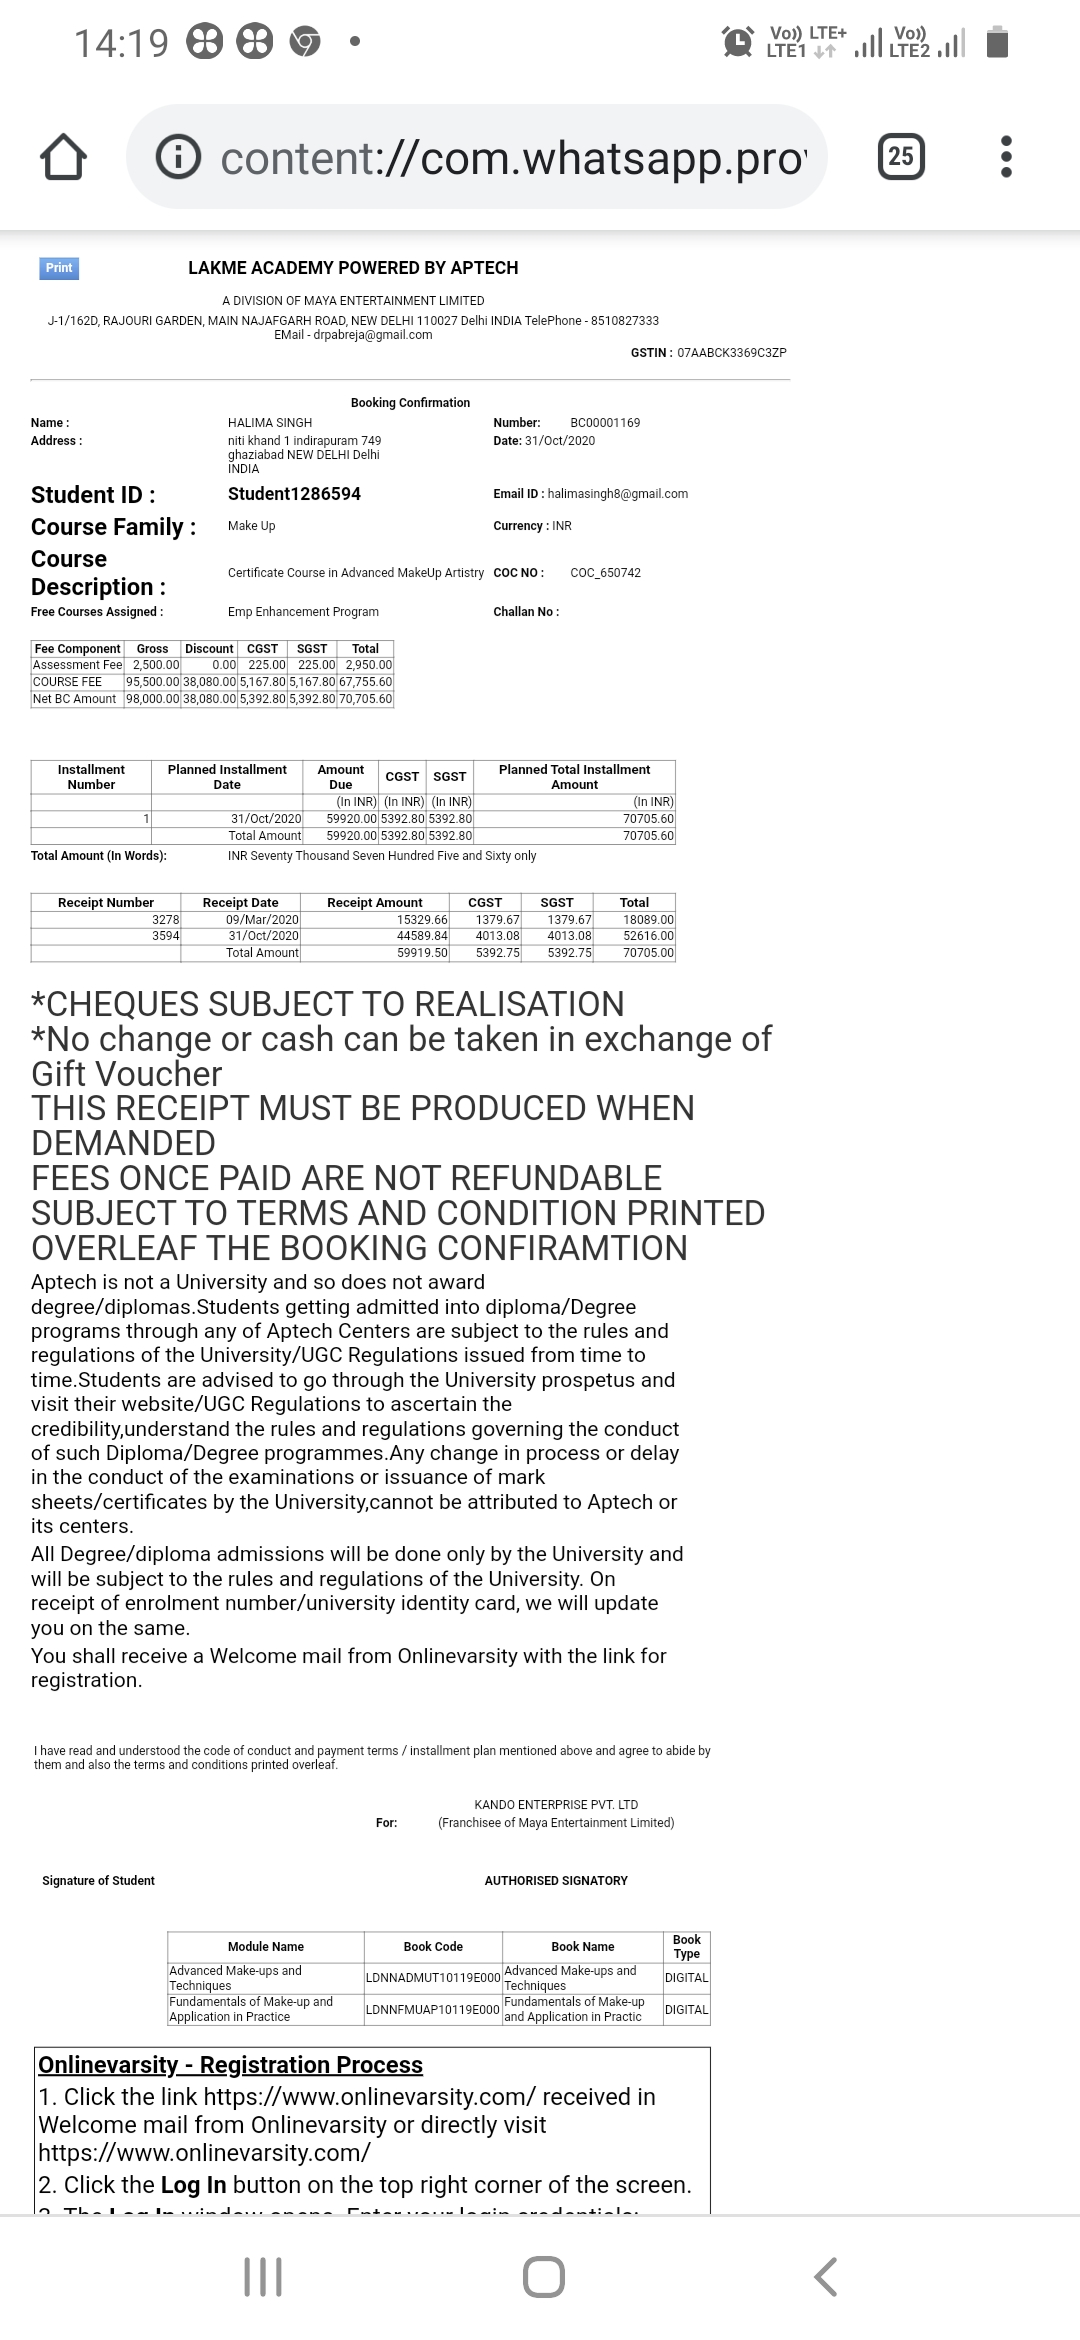 14:19
Vo)) LTE+ Vo))
LTE1 LTE2
content://com.whatsapp.pro
25
Print
LAKME ACADEMY POWERED BY APTECH
A DIVISION OF MAYA ENTERTAINMENT LIMITED
J-1/162D, RAJOURI GARDEN, MAIN NAJAFGARH ROAD, NEW DELHI 110027 Delhi INDIA TelePhone - 8510827333
EMail - drpabreja@gmail.com
GSTIN : 07AABCK3369C3ZP
Booking Confirmation
Name : HALIMA SINGH Number: BC00001169
Address : niti khand 1 indirapuram 749 Date: 31/Oct/2020
ghaziabad NEW DELHI Delhi
INDIA
Student ID : Student1286594 Email ID : halimasingh8@gmail.com
Course Family : Make Up Currency : INR
Course
Description : Certificate Course in Advanced MakeUp Artistry COC NO : COC_650742
Free Courses Assigned : Emp Enhancement Program Challan No :
Fee Component Gross Discount CGST SGST Total
Assessment Fee 2,500.00 0.00 225.00 225.00 2,950.00
COURSE FEE 95,500.00 38,080.00 5,167.80 5,167.80 67,755.60
Net BC Amount 98,000.00 38,080.00 5,392.80 5,392.80 70,705.60
Installment Planned Installment Amount CGST SGST Planned Total Installment
Number Date Due Amount
(In INR) (In INR) (In INR) (In INR)
1 31/Oct/2020 59920.00 5392.80 5392.80 70705.60
Total Amount 59920.00 5392.80 5392.80 70705.60
Total Amount (In Words): INR Seventy Thousand Seven Hundred Five and Sixty only
Receipt Number Receipt Date Receipt Amount CGST SGST Total
3278 09/Mar/2020 15329.66 1379.67 1379.67 18089.00
3594 31/Oct/2020 44589.84 4013.08 4013.08 52616.00
Total Amount 59919.50 5392.75 5392.75 70705.00
*CHEQUES SUBJECT TO REALISATION
*No change or cash can be taken in exchange of
Gift Voucher
THIS RECEIPT MUST BE PRODUCED WHEN
DEMANDED
FEES ONCE PAID ARE NOT REFUNDABLE
SUBJECT TO TERMS AND CONDITION PRINTED
OVERLEAF THE BOOKING CONFIRAMTION
Aptech is not a University and so does not award
degree/diplomas.Students getting admitted into diploma/Degree
programs through any of Aptech Centers are subject to the rules and
regulations of the University/UGC Regulations issued from time to
time.Students are advised to go through the University prospetus and
visit their website/UGC Regulations to ascertain the
credibility,understand the rules and regulations governing the conduct
of such Diploma/Degree programmes.Any change in process or delay
in the conduct of the examinations or issuance of mark
sheets/certificates by the University,cannot be attributed to Aptech or
its centers.
All Degree/diploma admissions will be done only by the University and
will be subject to the rules and regulations of the University. On
receipt of enrolment number/university identity card, we will update
you on the same.
You shall receive a Welcome mail from Onlinevarsity with the link for
registration.
I have read and understood the code of conduct and payment terms / installment plan mentioned above and agree to abide by
them and also the terms and conditions printed overleaf.
KANDO ENTERPRISE PVT. LTD
For: (Franchisee of Maya Entertainment Limited)
Signature of Student AUTHORISED SIGNATORY
Module Name Book Code Book Name Book
Type
Advanced Make-ups and
Techniques LDNNADMUT10119E000 Advanced Make-ups and
Techniques DIGITAL
Fundamentals of Make-up and
Application in Practice LDNNFMUAP10119E000 Fundamentals of Make-up
and Application in Practic DIGITAL
Onlinevarsity - Registration Process
1. Click the link https://www.onlinevarsity.com/ received in
Welcome mail from Onlinevarsity or directly visit
https://www.onlinevarsity.com/
2. Click the Log In button on the top right corner of the screen.
3. The Log In window opens. Enter your login credentials: